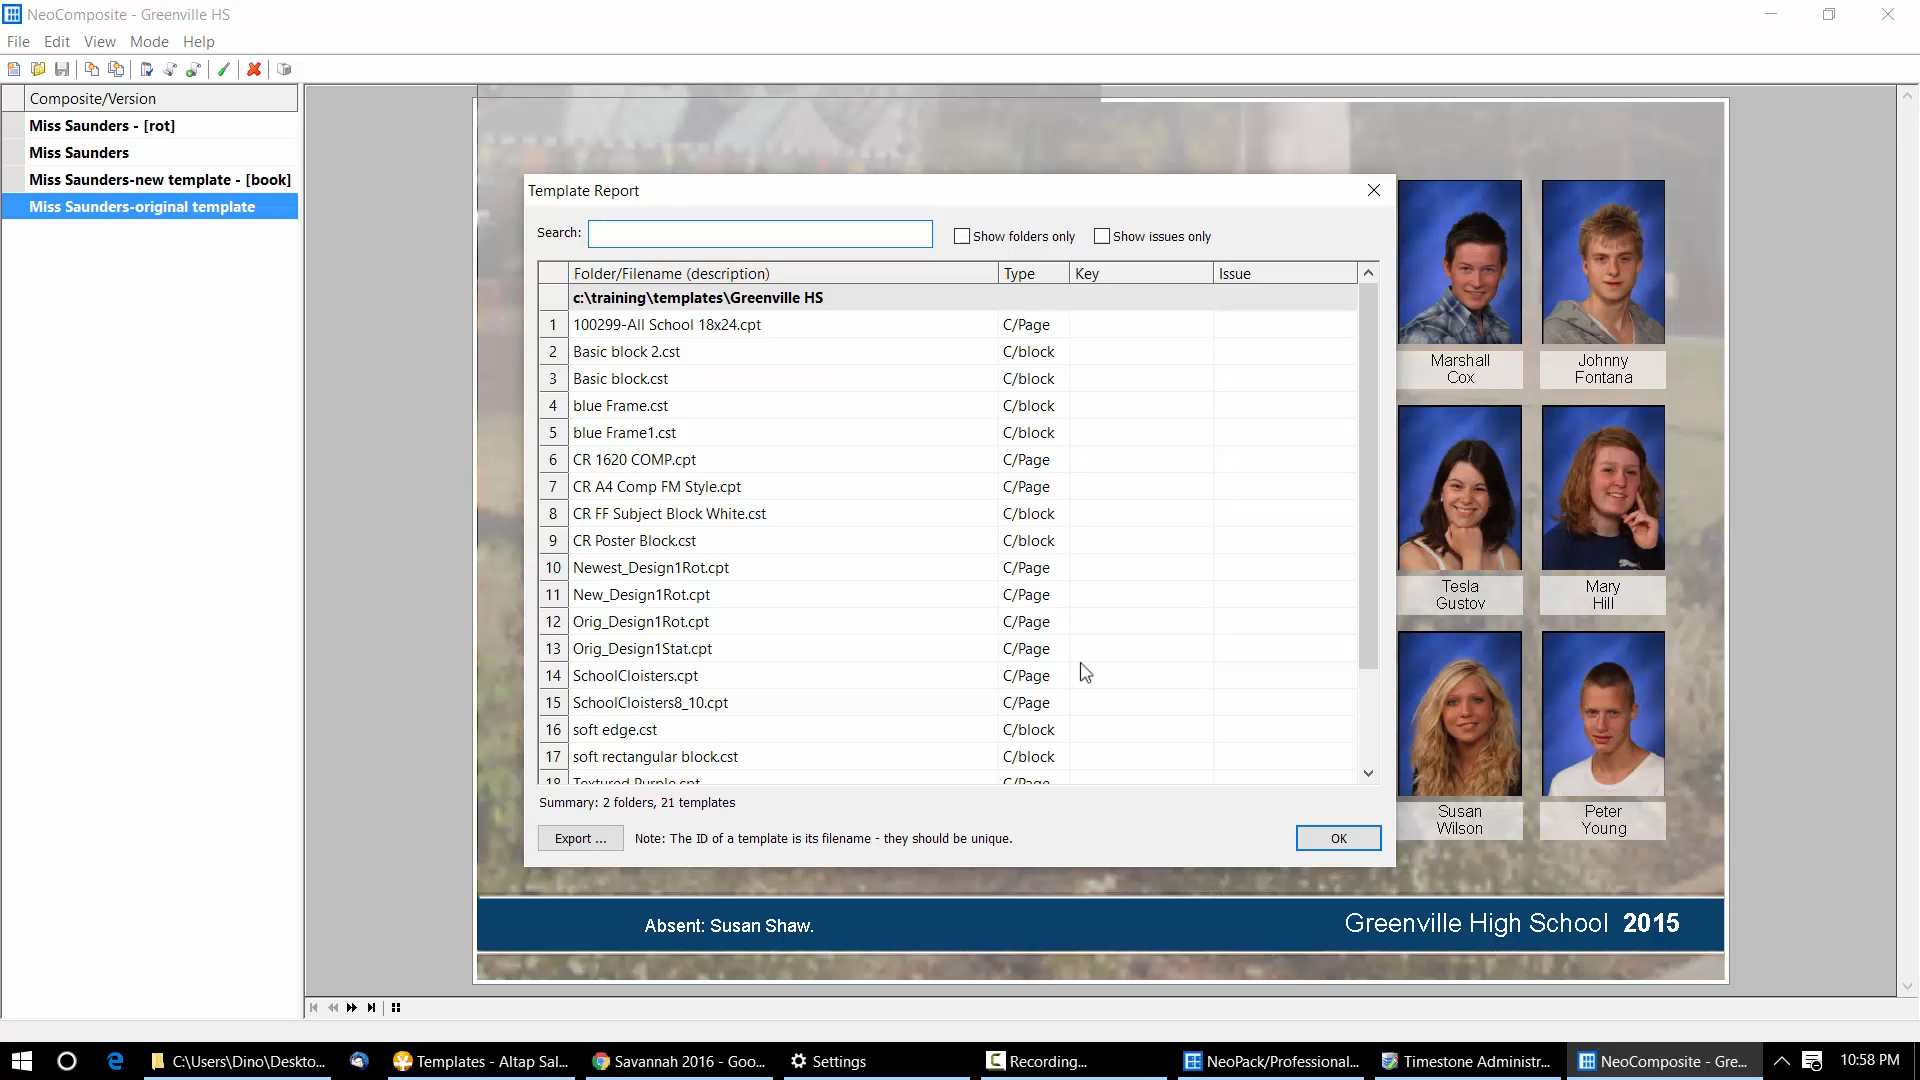 NeoComposite - Greenville HS
File Edit View Mode Help
Composite/Version
Miss Saunders - [rot]
Miss Saunders
Miss Saunders-new template - [book]
Miss Saunders-original template
Template Report
Search:
Show folders only
Show issues only
Folder/Filename (description) Type Key Issue
c:\training\templates\Greenville HS
1 100299-All School 18x24.cpt C/Page
2 Basic block 2.cst C/block
3 Basic block.cst C/block
4 blue Frame.cst C/block
5 blue Frame1.cst C/block
6 CR 1620 COMP.cpt C/Page
7 CR A4 Comp FM Style.cpt C/Page
8 CR FF Subject Block White.cst C/block
9 CR Poster Block.cst C/block
10 Newest_Design1Rot.cpt C/Page
11 New_Design1Rot.cpt C/Page
12 Orig_Design1Rot.cpt C/Page
13 Orig_Design1Stat.cpt C/Page
14 SchoolCloisters.cpt C/Page
15 SchoolCloisters8_10.cpt C/Page
16 soft edge.cst C/block
17 soft rectangular block.cst C/block
18 Textured Purple.cpt C/Page
Summary: 2 folders, 21 templates
Export ...
Note: The ID of a template is its filename - they should be unique.
OK
Marshall
Cox
Johnny
Fontana
Tesla
Gustov
Mary
Hill
Susan
Wilson
Peter
Young
Absent: Susan Shaw.
Greenville High School 2015
C:\Users\Dino\Deskto...
Templates - Altap Sal...
Savannah 2016 - Goo...
Settings
Recording...
NeoPack/Professional...
Timestone Administr...
NeoComposite - Gre...
10:58 PM